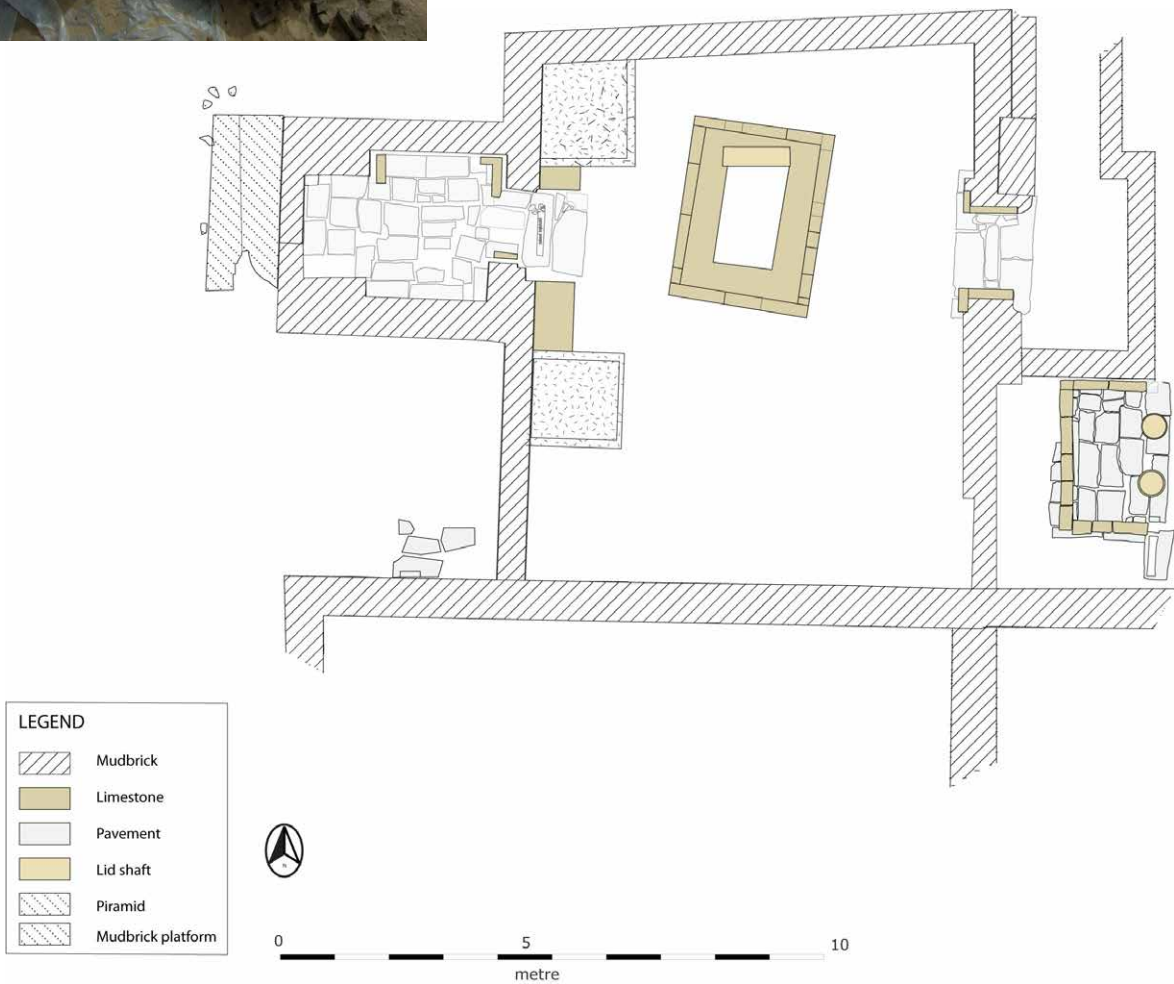 LEGEND
Mudbrick
Limestone
Pavement
Lid shaft
Piramid
Mudbrick platform
N
0 5 10
metre